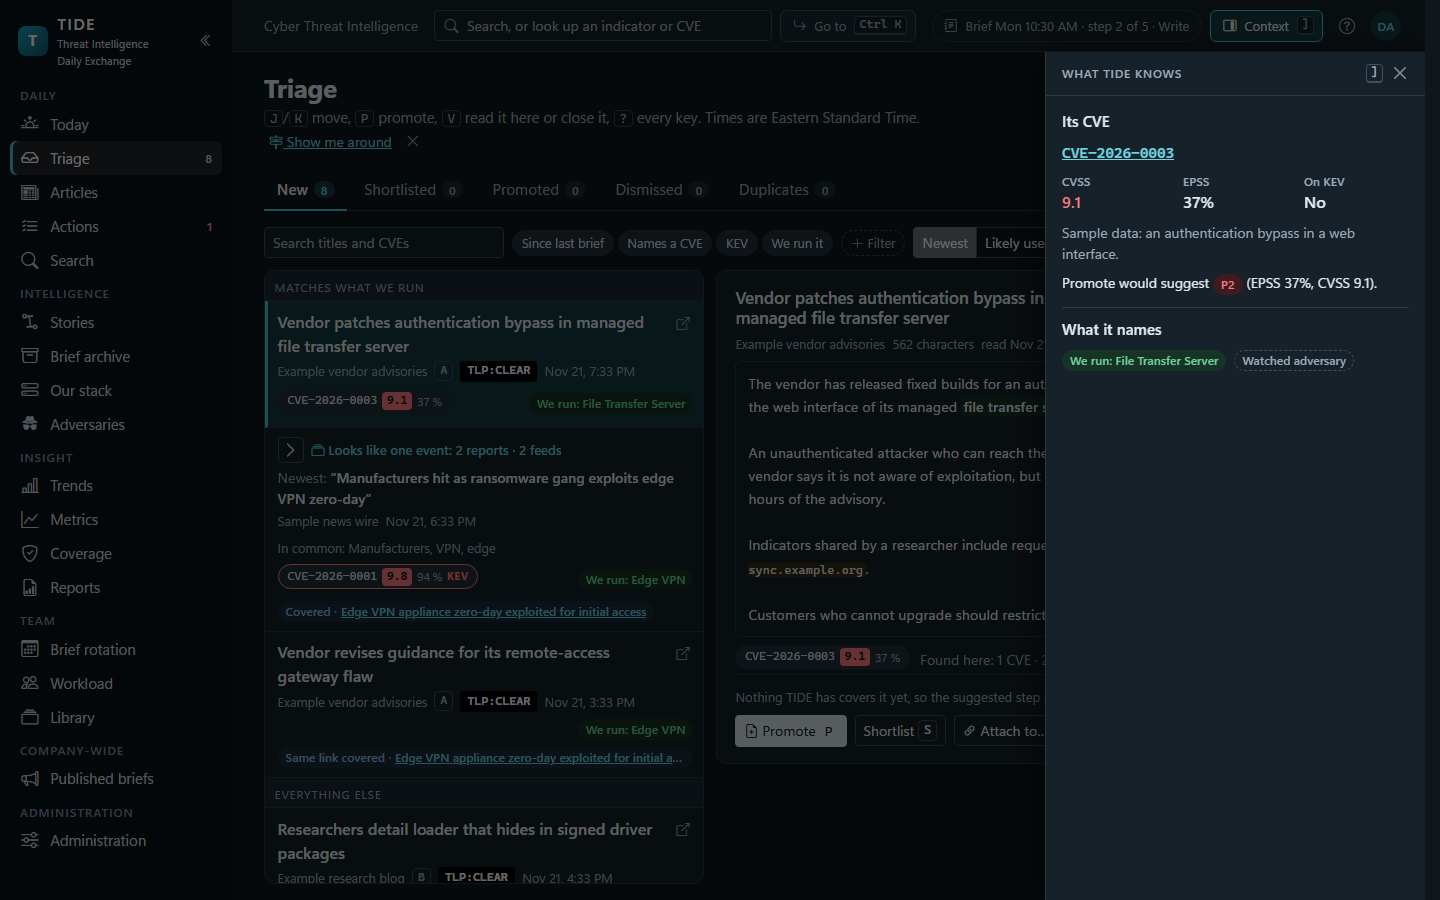 T
TIDE
Threat Intelligence
Daily Exchange
Cyber Threat Intelligence
Search, or look up an indicator or CVE
Go to Ctrl K
Brief Mon 10:30 AM · step 2 of 5 · Write
Context ]
?
DA
DAILY
Today
Triage 8
Articles
Actions 1
Search
INTELLIGENCE
Stories
Brief archive
Our stack
Adversaries
INSIGHT
Trends
Metrics
Coverage
Reports
TEAM
Brief rotation
Workload
Library
COMPANY-WIDE
Published briefs
ADMINISTRATION
Administration
Triage
J/K move, P promote, V read it here or close it, ? every key. Times are Eastern Standard Time.
Show me around
New 8
Shortlisted 0
Promoted 0
Dismissed 0
Duplicates 0
Search titles and CVEs
Since last brief
Names a CVE
KEV
We run it
+ Filter
Newest
Likely use
MATCHES WHAT WE RUN
Vendor patches authentication bypass in managed
file transfer server
Example vendor advisories A TLP:CLEAR Nov 21, 7:33 PM
CVE-2026-0003 9.1 37 %
We run: File Transfer Server
Looks like one event: 2 reports · 2 feeds
Newest: “Manufacturers hit as ransomware gang exploits edge
VPN zero-day”
Sample news wire Nov 21, 6:33 PM
In common: Manufacturers, VPN, edge
CVE-2026-0001 9.8 94 % KEV
We run: Edge VPN
Covered · Edge VPN appliance zero-day exploited for initial access
Vendor revises guidance for its remote-access
gateway flaw
Example vendor advisories A TLP:CLEAR Nov 21, 3:33 PM
We run: Edge VPN
Same link covered · Edge VPN appliance zero-day exploited for initial a...
EVERYTHING ELSE
Researchers detail loader that hides in signed driver
packages
Example research blog B TLP:CLEAR Nov 21, 4:33 PM
Vendor patches authentication bypass in
managed file transfer server
Example vendor advisories 562 characters read Nov 2
The vendor has released fixed builds for an aut
the web interface of its managed file transfer s
An unauthenticated attacker who can reach the
vendor says it is not aware of exploitation, but
hours of the advisory.
Indicators shared by a researcher include reque
sync.example.org.
Customers who cannot upgrade should restrict
CVE-2026-0003 9.1 37 %
Found here: 1 CVE · 2
Nothing TIDE has covers it yet, so the suggested step
Promote P
Shortlist S
Attach to...
WHAT TIDE KNOWS
]
Its CVE
CVE-2026-0003
CVSS
EPSS
On KEV
9.1
37%
No
Sample data: an authentication bypass in a web
interface.
Promote would suggest P2 (EPSS 37%, CVSS 9.1).
What it names
We run: File Transfer Server
Watched adversary